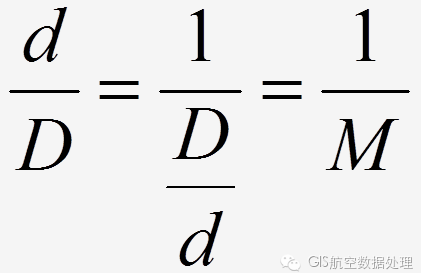 d/D = 1/(D/d) = 1/M
GIS航空数据处理